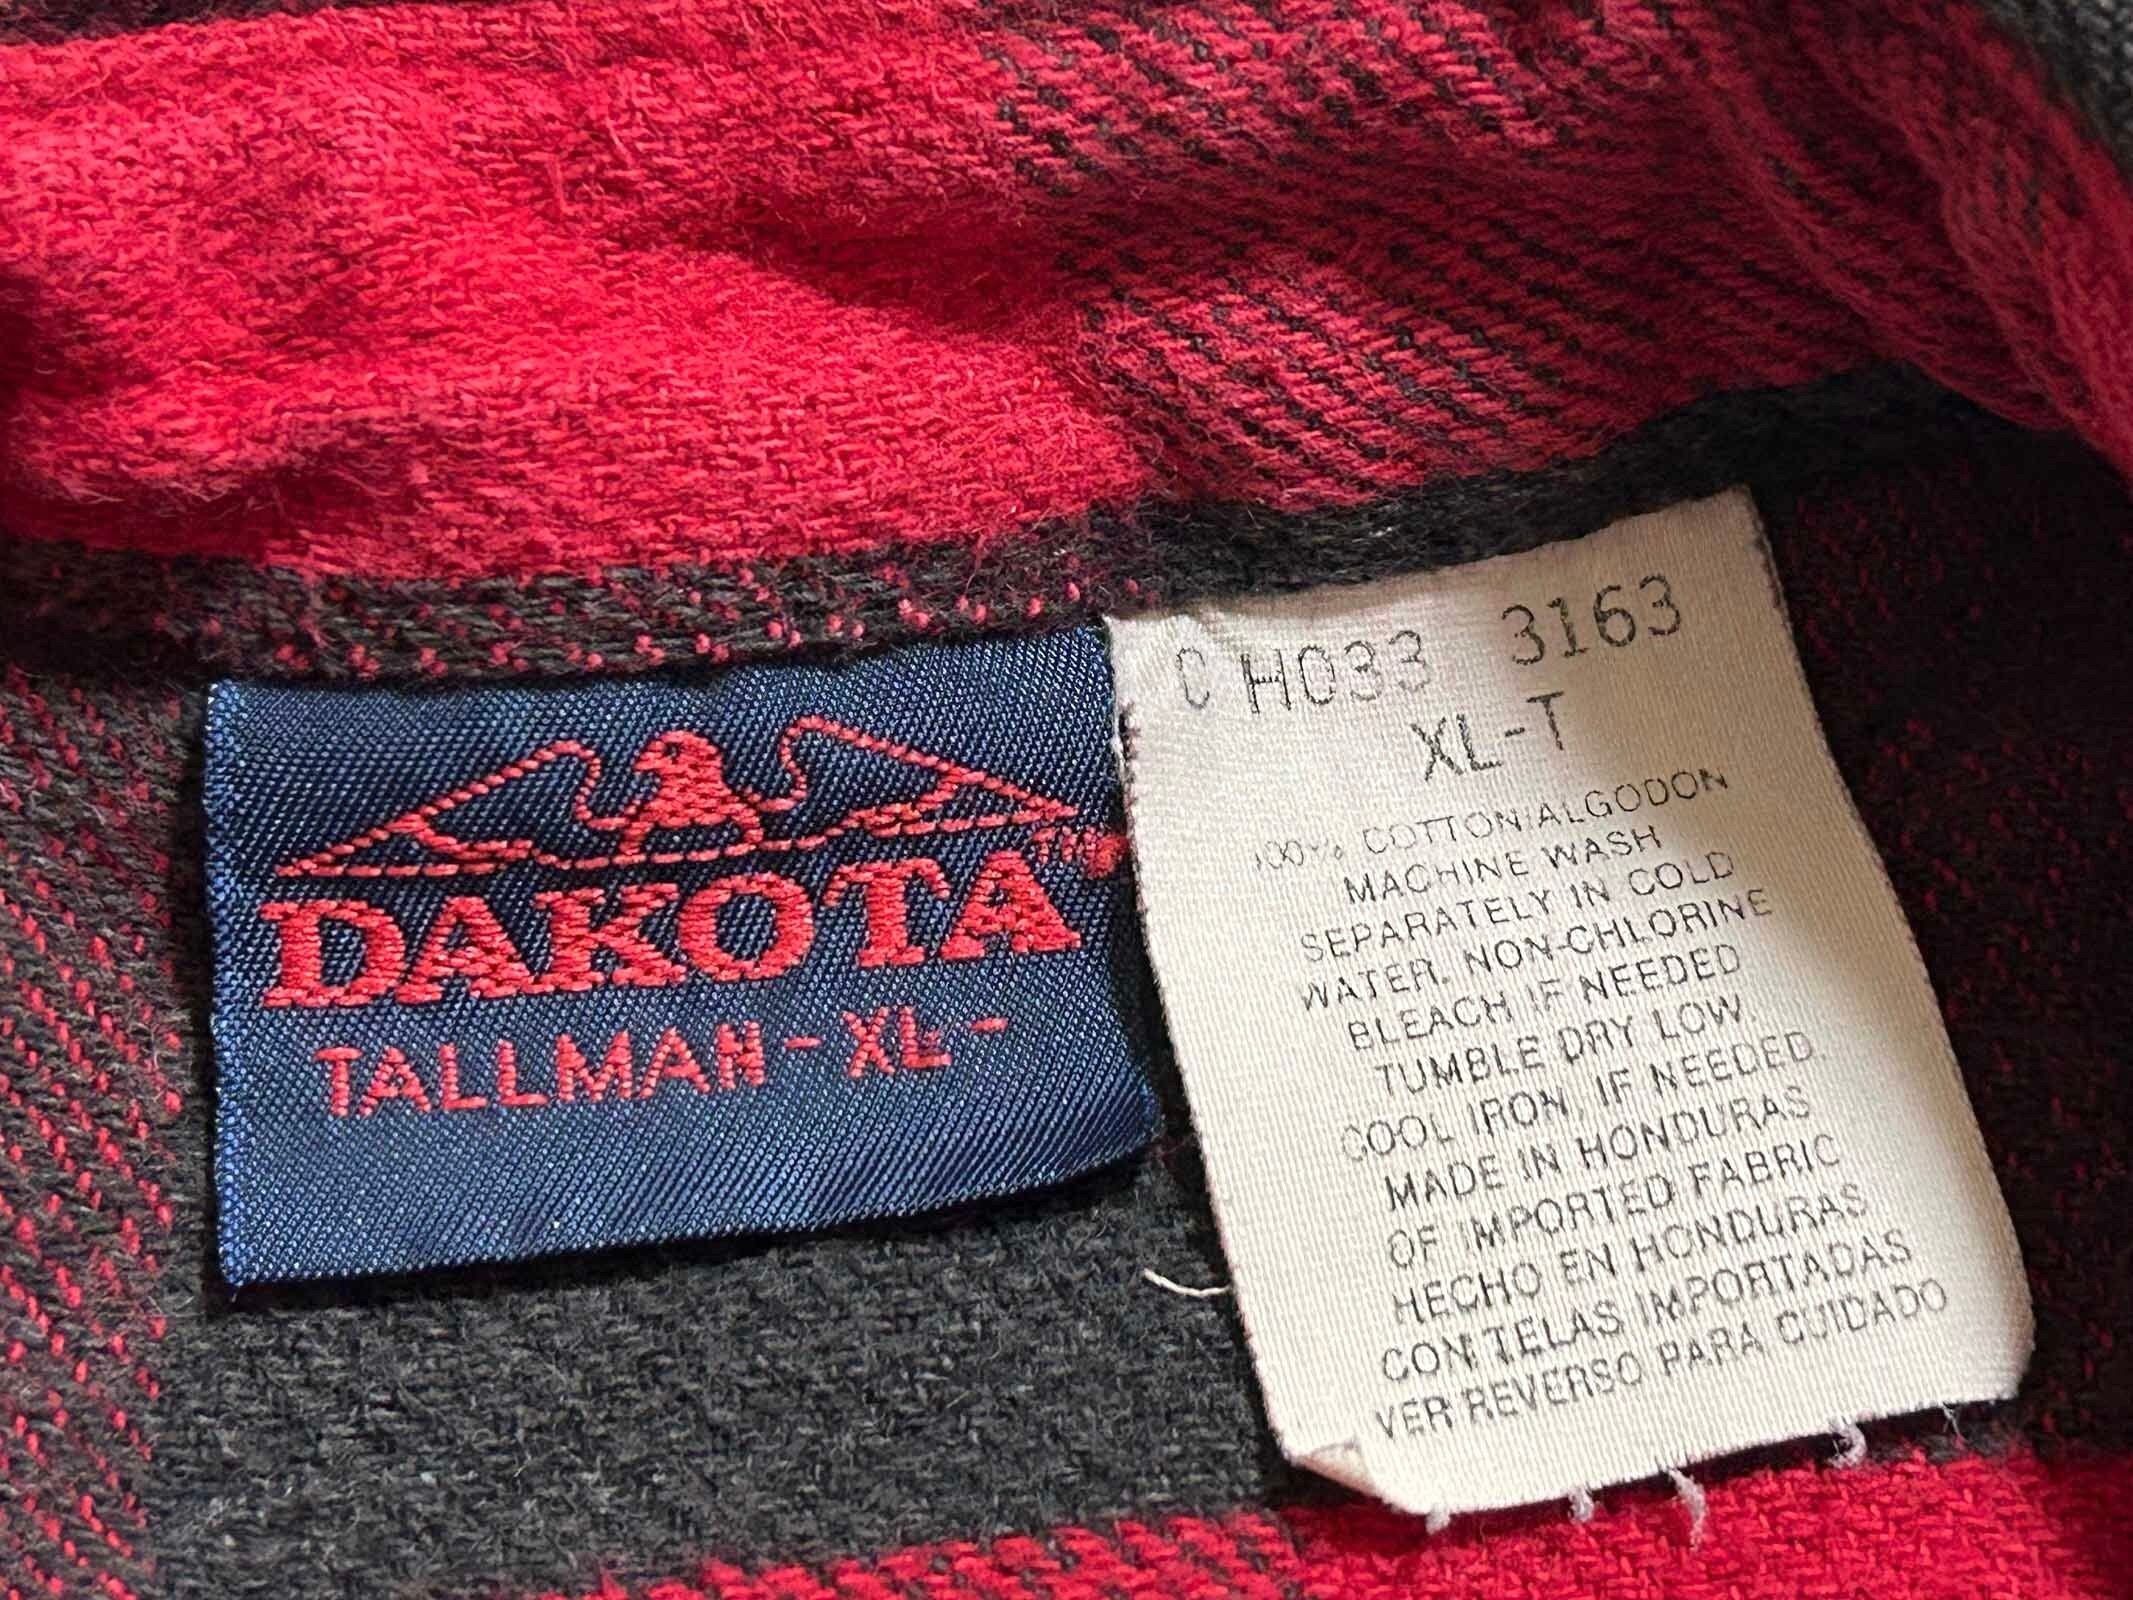 DAKOTA
TALLMAN - XL -
C H033 3163
XL-T
100% COTTON/ALGODON
MACHINE WASH
SEPARATELY IN COLD
WATER. NON-CHLORINE
BLEACH IF NEEDED
TUMBLE DRY LOW.
COOL IRON, IF NEEDED.
MADE IN HONDURAS
OF IMPORTED FABRIC
HECHO EN HONDURAS
CON TELAS IMPORTADAS
VER REVERSO PARA CUIDADO